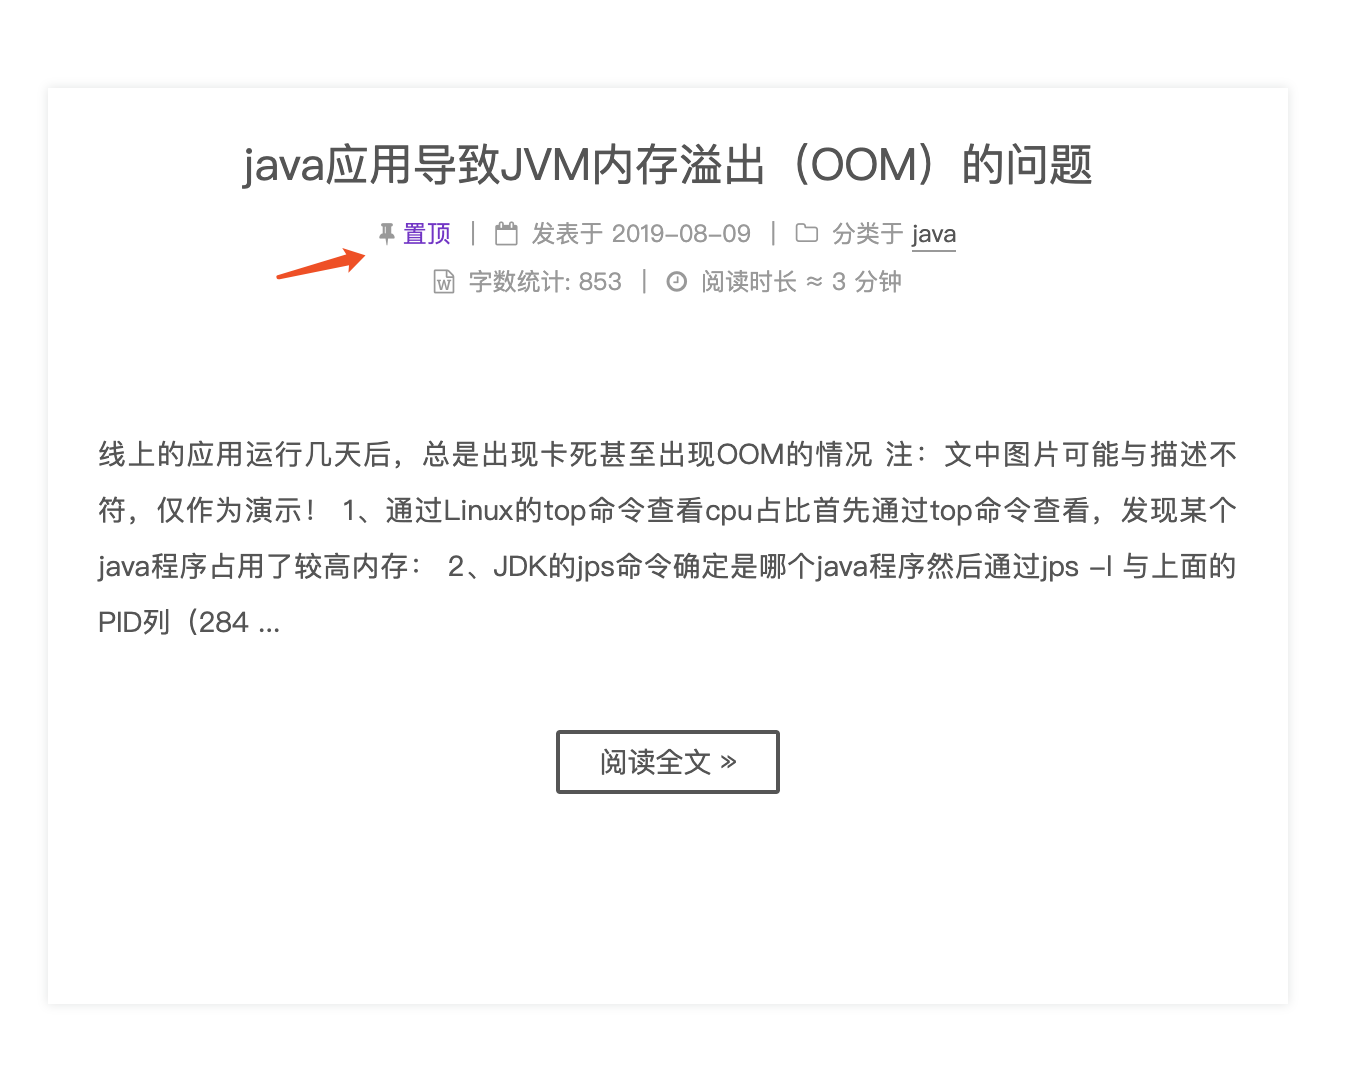 java应用导致JVM内存溢出（OOM）的问题
置顶 | 发表于 2019-08-09 | 分类于 java
字数统计: 853 | 阅读时长 ≈ 3 分钟
线上的应用运行几天后，总是出现卡死甚至出现OOM的情况 注：文中图片可能与描述不
符，仅作为演示！ 1、通过Linux的top命令查看cpu占比首先通过top命令查看，发现某个
java程序占用了较高内存： 2、JDK的jps命令确定是哪个java程序然后通过jps -l 与上面的
PID列（284 ...
阅读全文 »